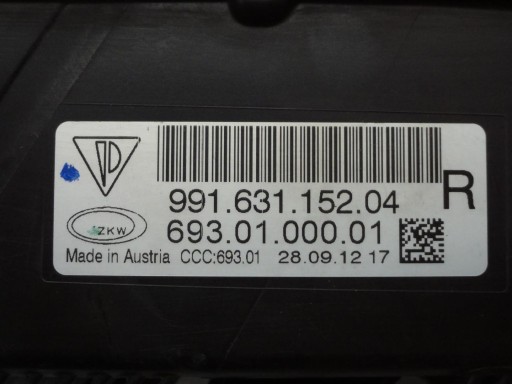 991.631.152.04 R
ZKW 693.01.000.01
Made in Austria CCC:693.01 28.09.12 17